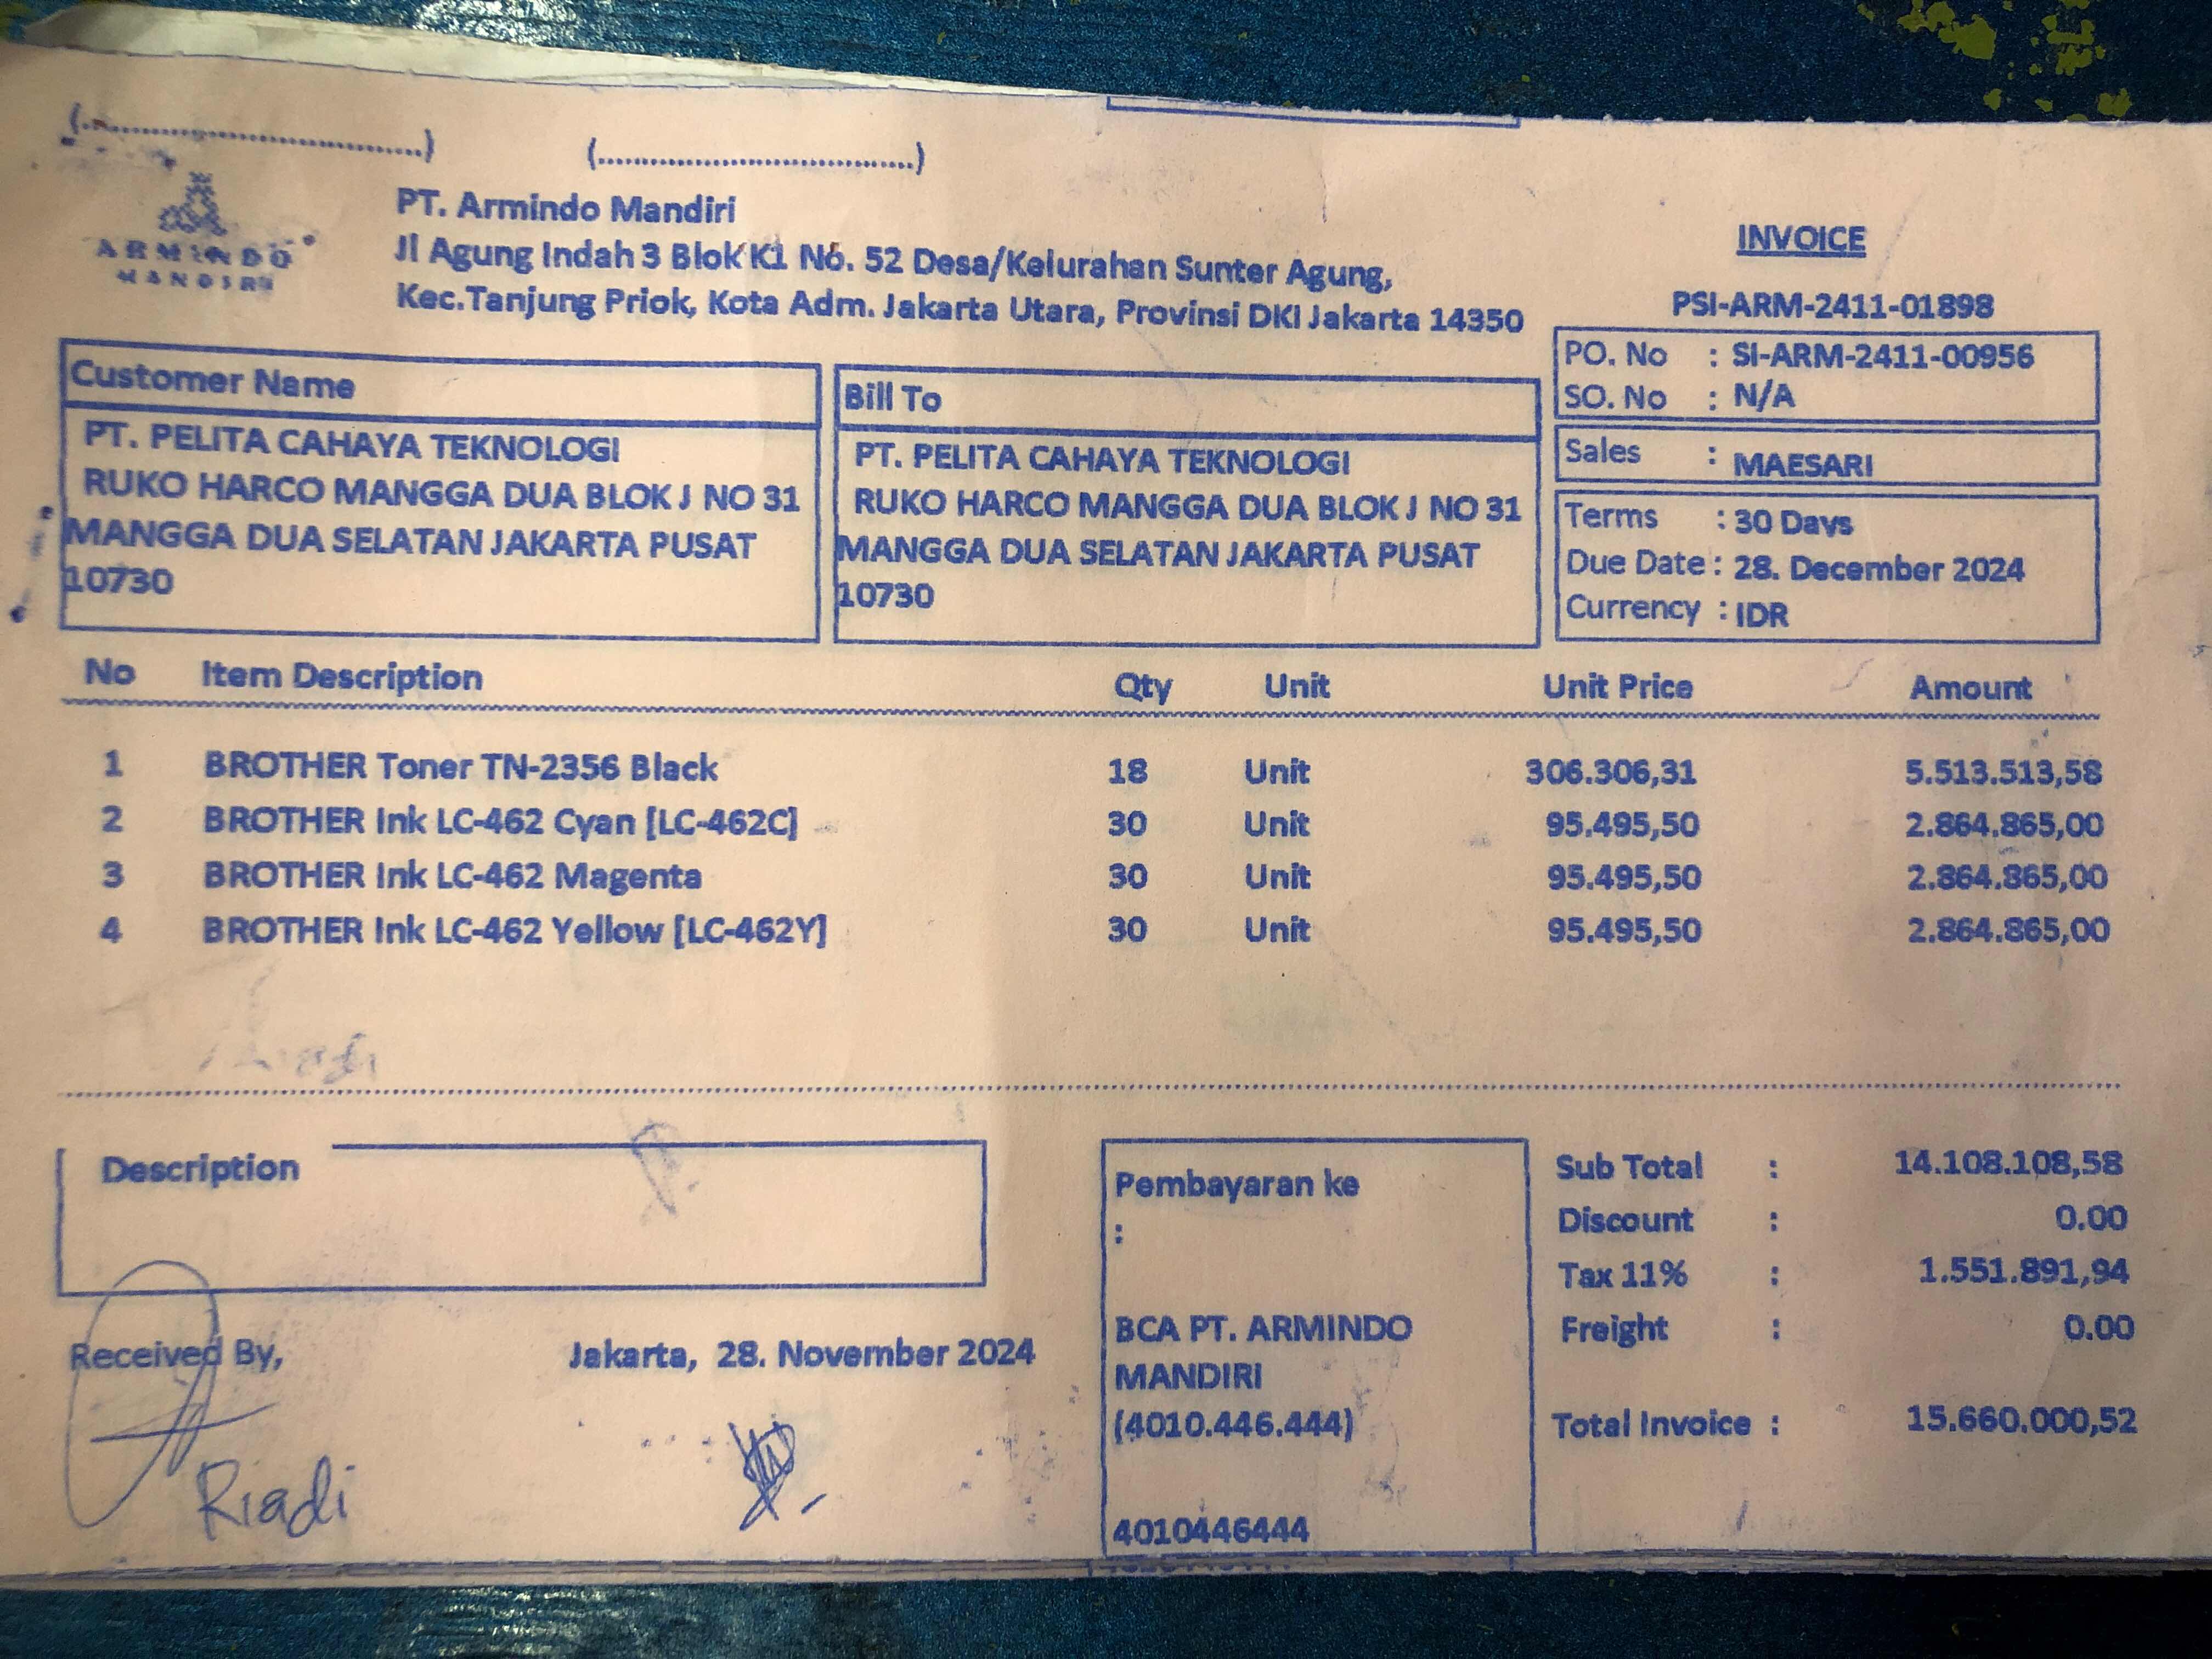 (....................................)
(....................................)
ARMINDO
MANDIRI
PT. Armindo Mandiri
Jl Agung Indah 3 Blok K1 No. 52 Desa/Kelurahan Sunter Agung,
Kec.Tanjung Priok, Kota Adm. Jakarta Utara, Provinsi DKI Jakarta 14350
INVOICE
PSI-ARM-2411-01898
PO. No : SI-ARM-2411-00956
SO. No : N/A
Sales : MAESARI
Terms : 30 Days
Due Date : 28. December 2024
Currency : IDR
Customer Name
PT. PELITA CAHAYA TEKNOLOGI
RUKO HARCO MANGGA DUA BLOK J NO 31
MANGGA DUA SELATAN JAKARTA PUSAT
10730
Bill To
PT. PELITA CAHAYA TEKNOLOGI
RUKO HARCO MANGGA DUA BLOK J NO 31
MANGGA DUA SELATAN JAKARTA PUSAT
10730
No Item Description Qty Unit Unit Price Amount
1 BROTHER Toner TN-2356 Black 18 Unit 306.306,31 5.513.513,58
2 BROTHER Ink LC-462 Cyan [LC-462C] 30 Unit 95.495,50 2.864.865,00
3 BROTHER Ink LC-462 Magenta 30 Unit 95.495,50 2.864.865,00
4 BROTHER Ink LC-462 Yellow [LC-462Y] 30 Unit 95.495,50 2.864.865,00
Description
Received By,
Riadi
Jakarta, 28. November 2024
Pembayaran ke
:
BCA PT. ARMINDO
MANDIRI
(4010.446.444)
4010446444
Sub Total : 14.108.108,58
Discount : 0.00
Tax 11% : 1.551.891,94
Freight : 0.00
Total Invoice : 15.660.000,52